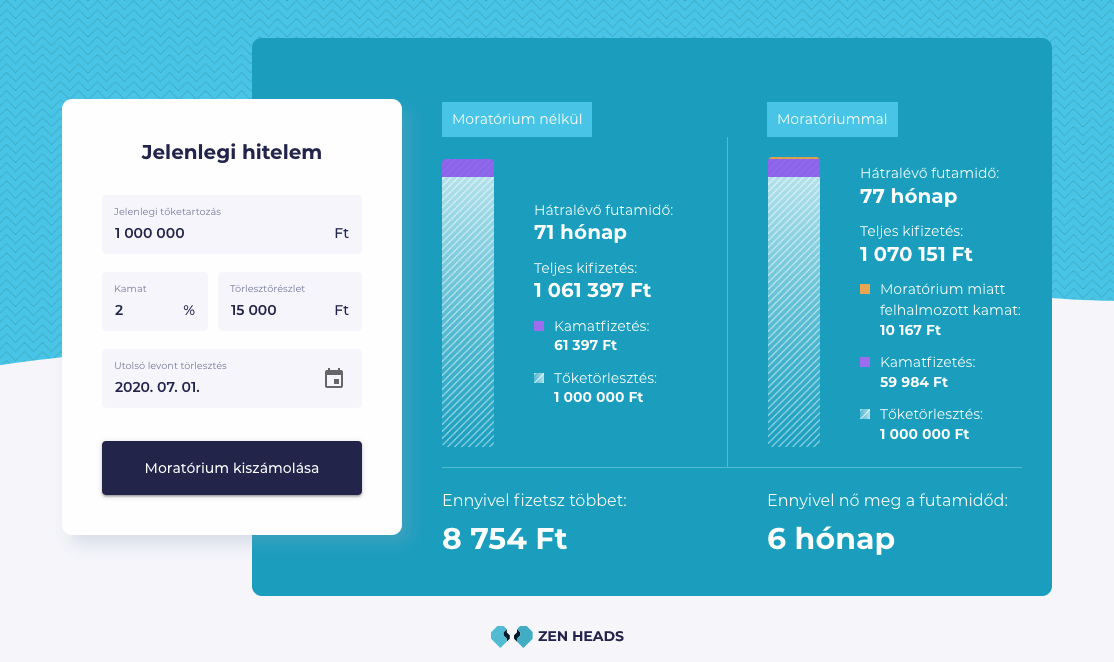 Jelenlegi hitelem
Jelenlegi tőketartozás
1 000 000 Ft
Kamat
2 %
Törlesztőrészlet
15 000 Ft
Utolsó levont törlesztés
2020. 07. 01.
Moratórium kiszámolása
Moratórium nélkül
Hátralévő futamidő:
71 hónap
Teljes kifizetés:
1 061 397 Ft
Kamatfizetés:
61 397 Ft
Tőketörlesztés:
1 000 000 Ft
Moratóriummal
Hátralévő futamidő:
77 hónap
Teljes kifizetés:
1 070 151 Ft
Moratórium miatt
felhalmozott kamat:
10 167 Ft
Kamatfizetés:
59 984 Ft
Tőketörlesztés:
1 000 000 Ft
Ennyivel fizetsz többet:
8 754 Ft
Ennyivel nő meg a futamidőd:
6 hónap
ZEN HEADS